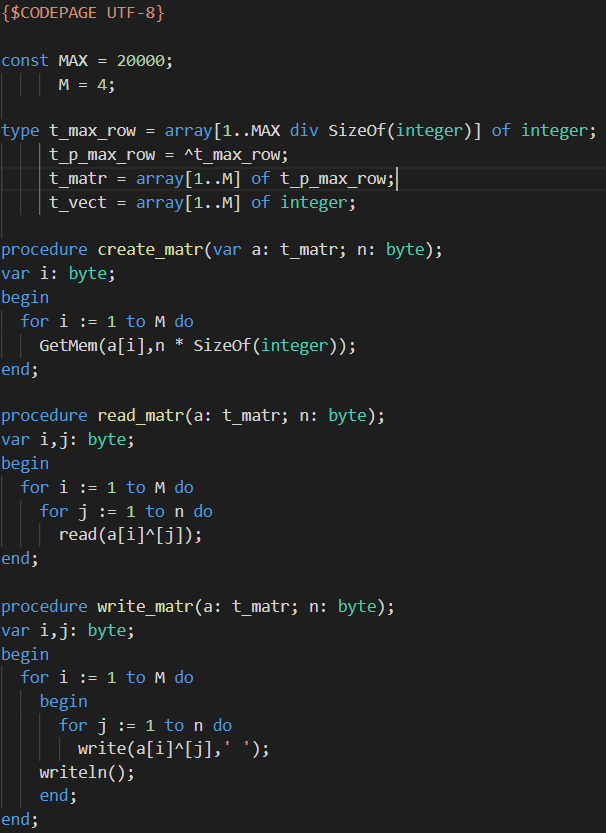 {$CODEPAGE UTF-8}
const MAX = 20000;
M = 4;
type t_max_row = array[1..MAX div SizeOf(integer)] of integer;
t_p_max_row = ^t_max_row;
t_matr = array[1..M] of t_p_max_row;
t_vect = array[1..M] of integer;
procedure create_matr(var a: t_matr; n: byte);
var i: byte;
begin
for i := 1 to M do
GetMem(a[i],n * SizeOf(integer));
end;
procedure read_matr(a: t_matr; n: byte);
var i,j: byte;
begin
for i := 1 to M do
for j := 1 to n do
read(a[i]^[j]);
end;
procedure write_matr(a: t_matr; n: byte);
var i,j: byte;
begin
for i := 1 to M do
begin
for j := 1 to n do
write(a[i]^[j],' ');
writeln();
end;
end;